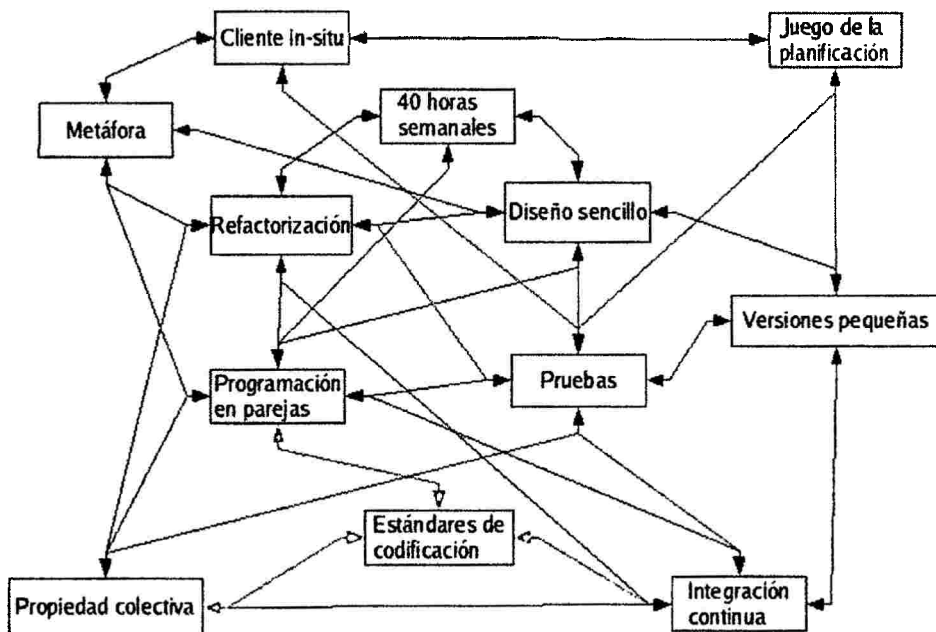 Cliente in-situ
Juego de la
planificación
40 horas
semanales
Metáfora
Refactorización
Diseño sencillo
Versiones pequeñas
Programación
en parejas
Pruebas
Estándares de
codificación
Propiedad colectiva
Integración
continua